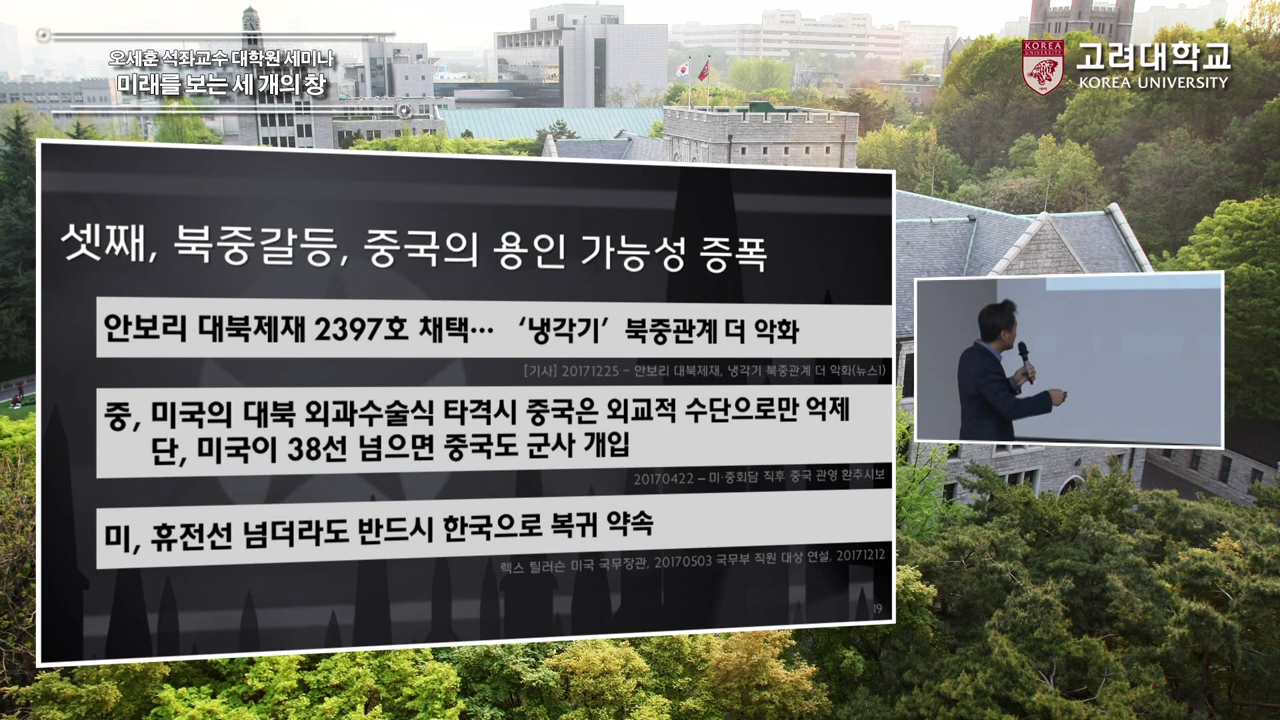 오세훈 석좌교수 대학원 세미나
미래를 보는 세 개의 창
KOREA
UNIVERSITY
고려대학교
KOREA UNIVERSITY
셋째, 북중갈등, 중국의 용인 가능성 증폭
안보리 대북제재 2397호 채택… ‘냉각기’ 북중관계 더 악화
[기사] 20171225 – 안보리 대북제재, 냉각기 북중관계 더 악화(뉴스1)
중, 미국의 대북 외과수술식 타격시 중국은 외교적 수단으로만 억제
단, 미국이 38선 넘으면 중국도 군사 개입
20170422 – 미·중회담 직후 중국 관영 환추시보
미, 휴전선 넘더라도 반드시 한국으로 복귀 약속
렉스 틸러슨 미국 국무장관, 20170503 국무부 직원 대상 연설, 20171212
19